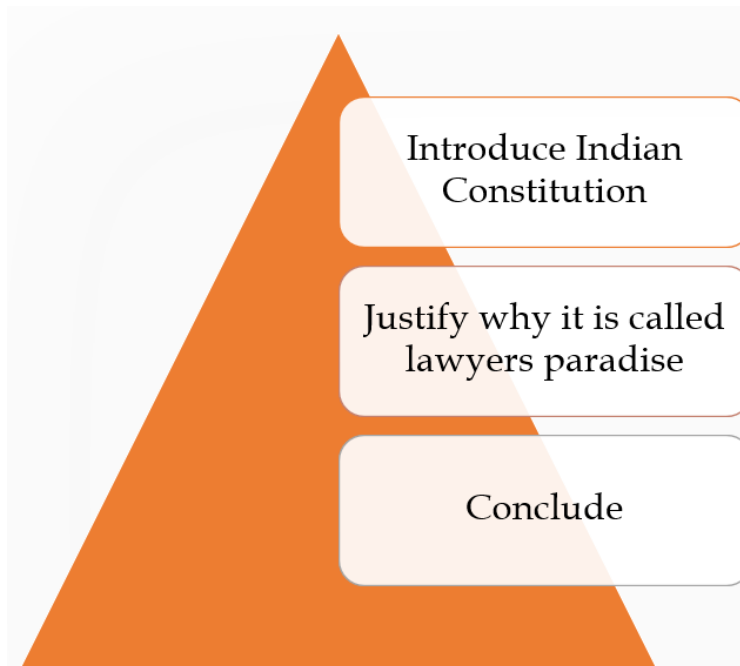 Introduce Indian
Constitution
Justify why it is called
lawyers paradise
Conclude